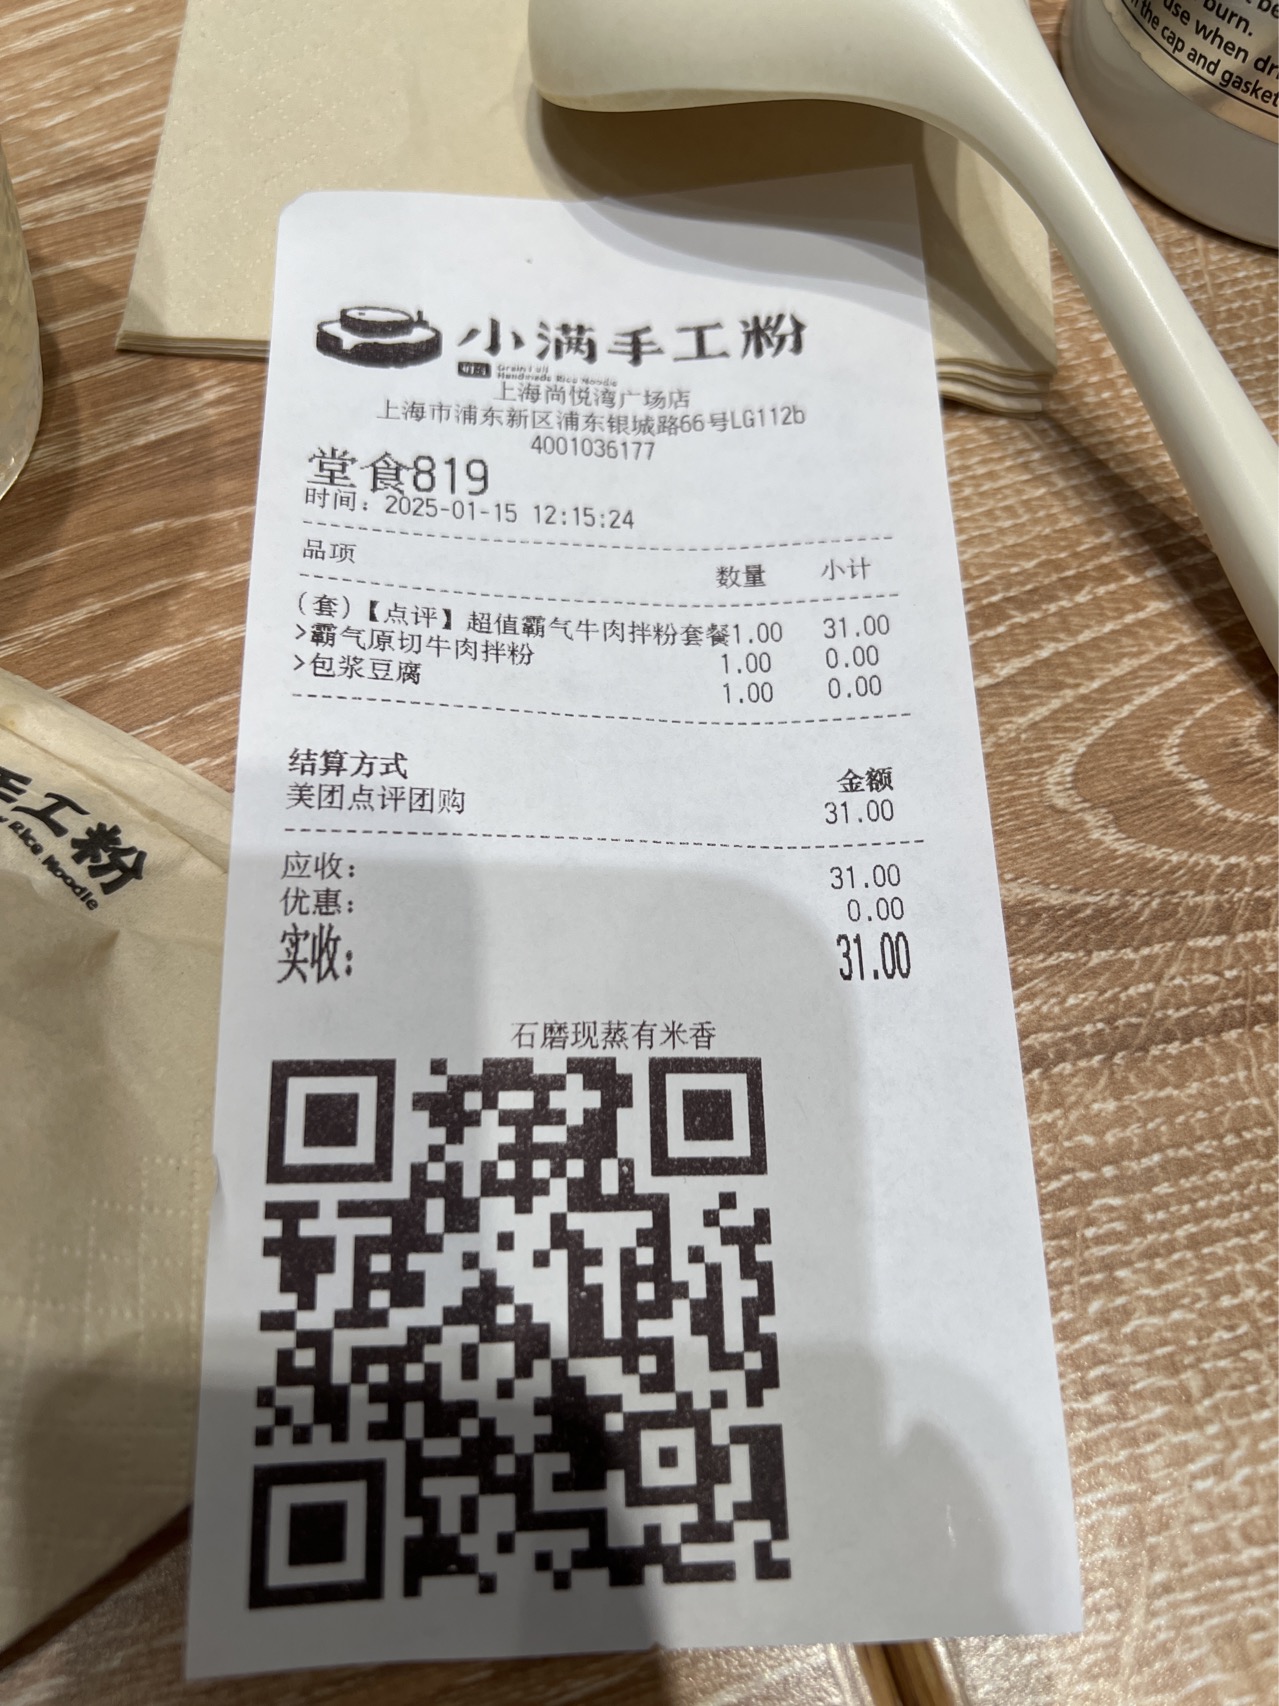 burn.
use when dr
the cap and gasket
小满手工粉
Grain Full
Handmade Rice Noodle
上海尚悦湾广场店
上海市浦东新区浦东银城路66号LG112b
4001036177
堂食819
时间：2025-01-15 12:15:24
品项 数量 小计
(套)【点评】超值霸气牛肉拌粉套餐1.00 31.00
>霸气原切牛肉拌粉 1.00 0.00
>包浆豆腐 1.00 0.00
结算方式 金额
美团点评团购 31.00
应收： 31.00
优惠： 0.00
实收： 31.00
石磨现蒸有米香
手工粉
Rice Noodle